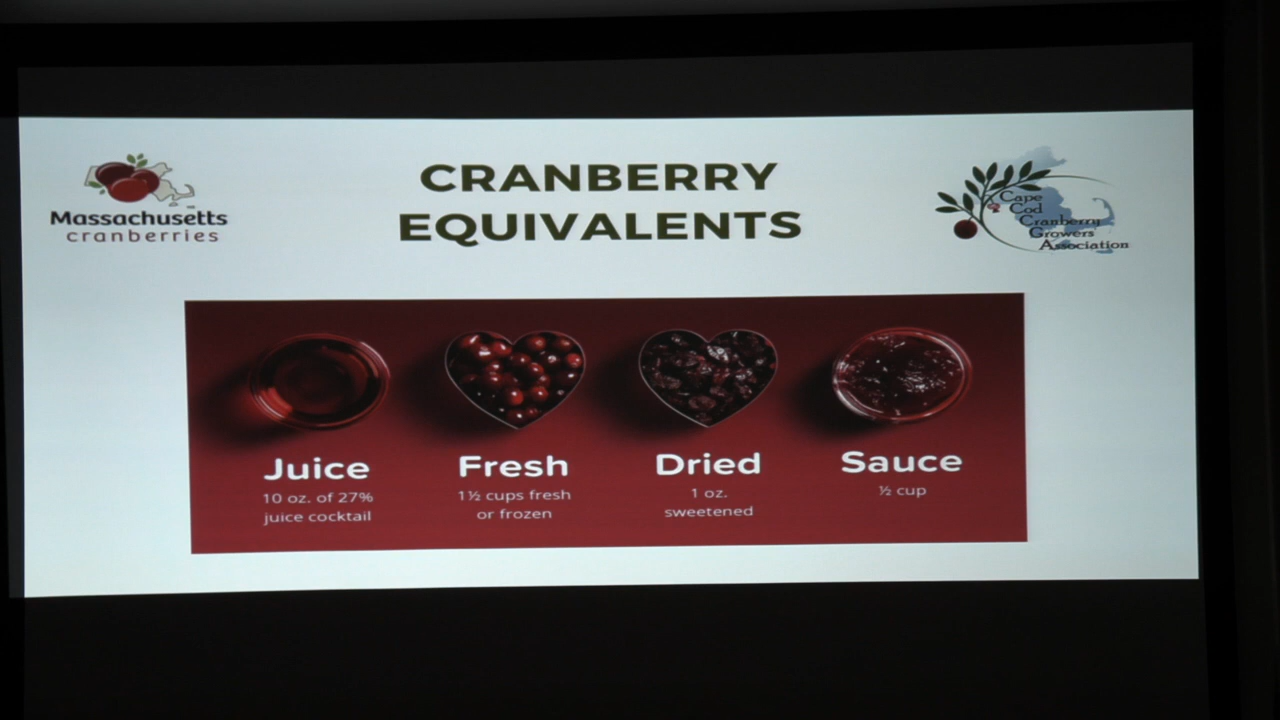 Massachusetts
cranberries
CRANBERRY
EQUIVALENTS
Cape
Cod
Cranberry
Growers'
Association
Juice
10 oz. of 27%
juice cocktail
Fresh
1½ cups fresh
or frozen
Dried
1 oz.
sweetened
Sauce
½ cup